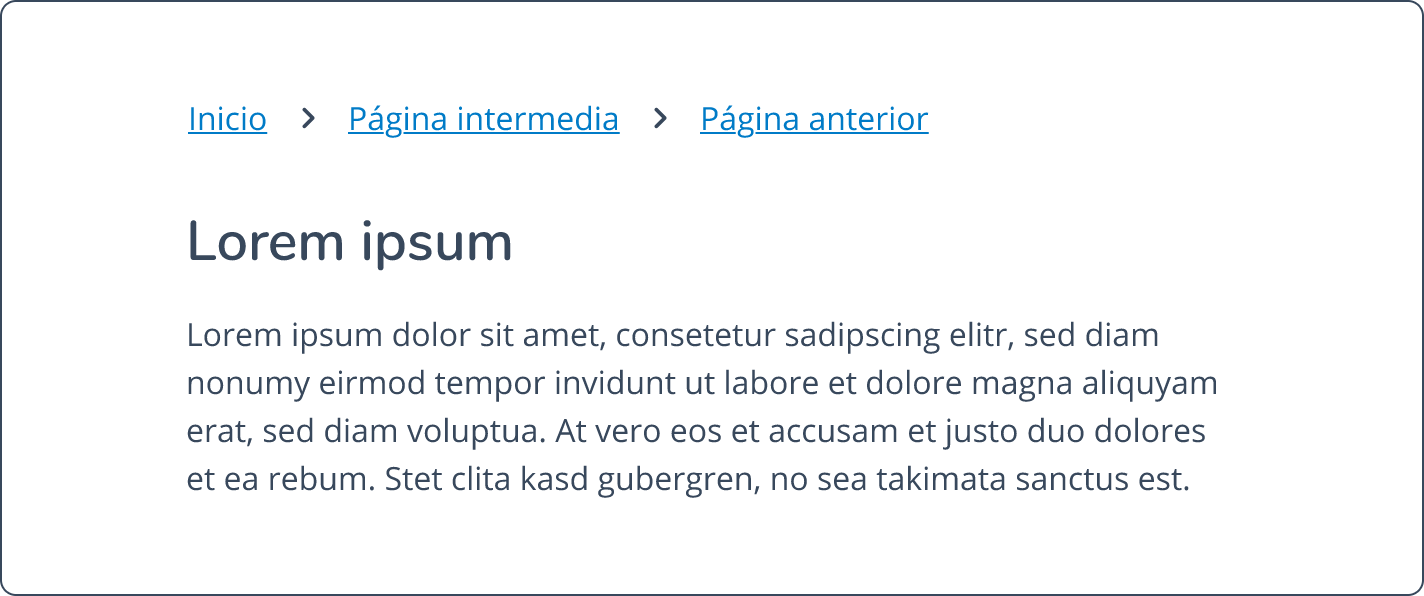 Inicio > Página intermedia > Página anterior
Lorem ipsum
Lorem ipsum dolor sit amet, consetetur sadipscing elitr, sed diam
nonumy eirmod tempor invidunt ut labore et dolore magna aliquyam
erat, sed diam voluptua. At vero eos et accusam et justo duo dolores
et ea rebum. Stet clita kasd gubergren, no sea takimata sanctus est.